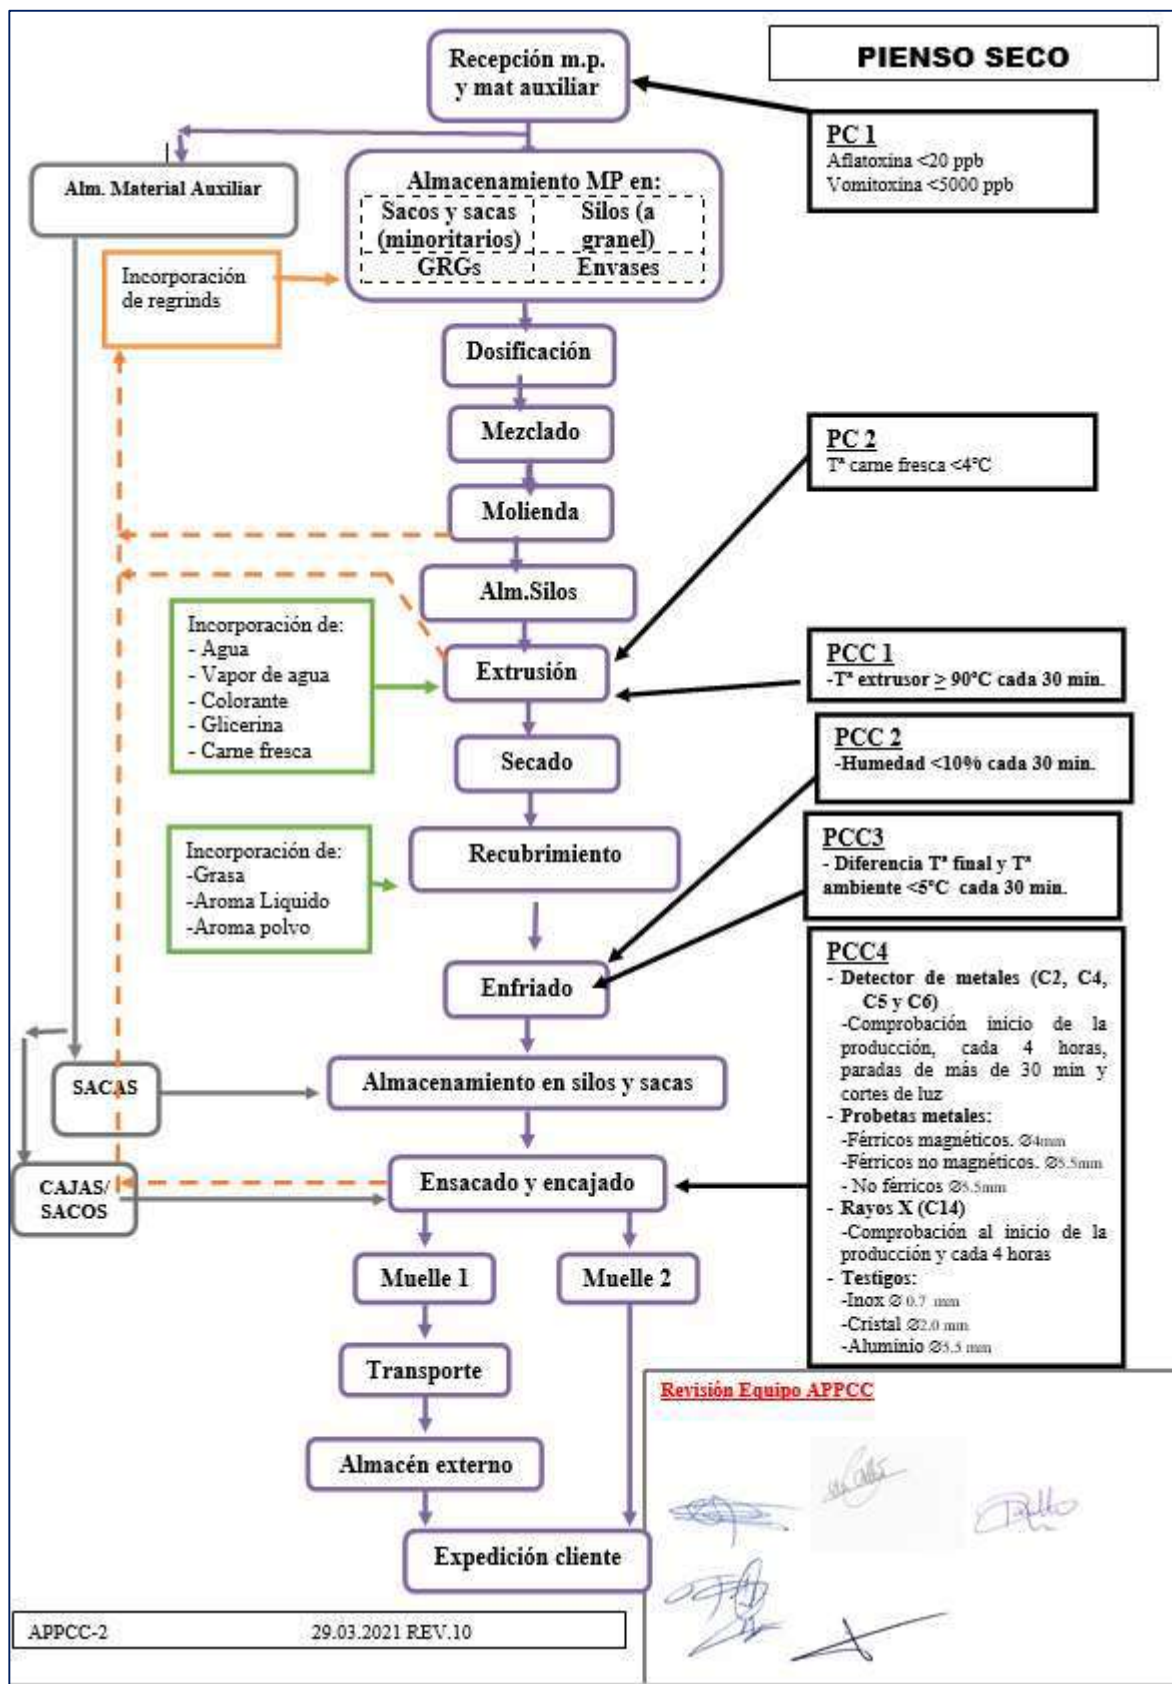 PIENSO SECO
Recepción m.p.
y mat auxiliar
PC 1
Aflatoxina <20 ppb
Vomitoxina <5000 ppb
Alm. Material Auxiliar
Almacenamiento MP en:
Sacos y sacas
(minoritarios)
Silos (a
granel)
GRGs
Envases
Incorporación
de regrinds
Dosificación
Mezclado
PC 2
Tª carne fresca <4ºC
Molienda
Alm.Silos
Incorporación de:
- Agua
- Vapor de agua
- Colorante
- Glicerina
- Carne fresca
Extrusión
PCC 1
-Tª extrusor ≥ 90ºC cada 30 min.
Secado
PCC 2
-Humedad <10% cada 30 min.
Recubrimiento
Incorporación de:
-Grasa
-Aroma Liquido
-Aroma polvo
PCC3
- Diferencia Tª final y Tª
ambiente <5ºC cada 30 min.
Enfriado
PCC4
- Detector de metales (C2, C4,
C5 y C6)
-Comprobación inicio de la
producción, cada 4 horas,
paradas de más de 30 min y
cortes de luz
- Probetas metales:
-Férricos magnéticos. Ø4mm
-Férricos no magnéticos. Ø5.5mm
- No férricos Ø5.5mm
- Rayos X (C14)
-Comprobación al inicio de la
producción y cada 4 horas
- Testigos:
-Inox Ø 0.7 mm
-Cristal Ø2.0 mm
-Aluminio Ø5.5 mm
SACAS
Almacenamiento en silos y sacas
CAJAS/
SACOS
Ensacado y encajado
Muelle 1
Muelle 2
Transporte
Almacén externo
Expedición cliente
Revisión Equipo APPCC
APPCC-2 29.03.2021 REV.10